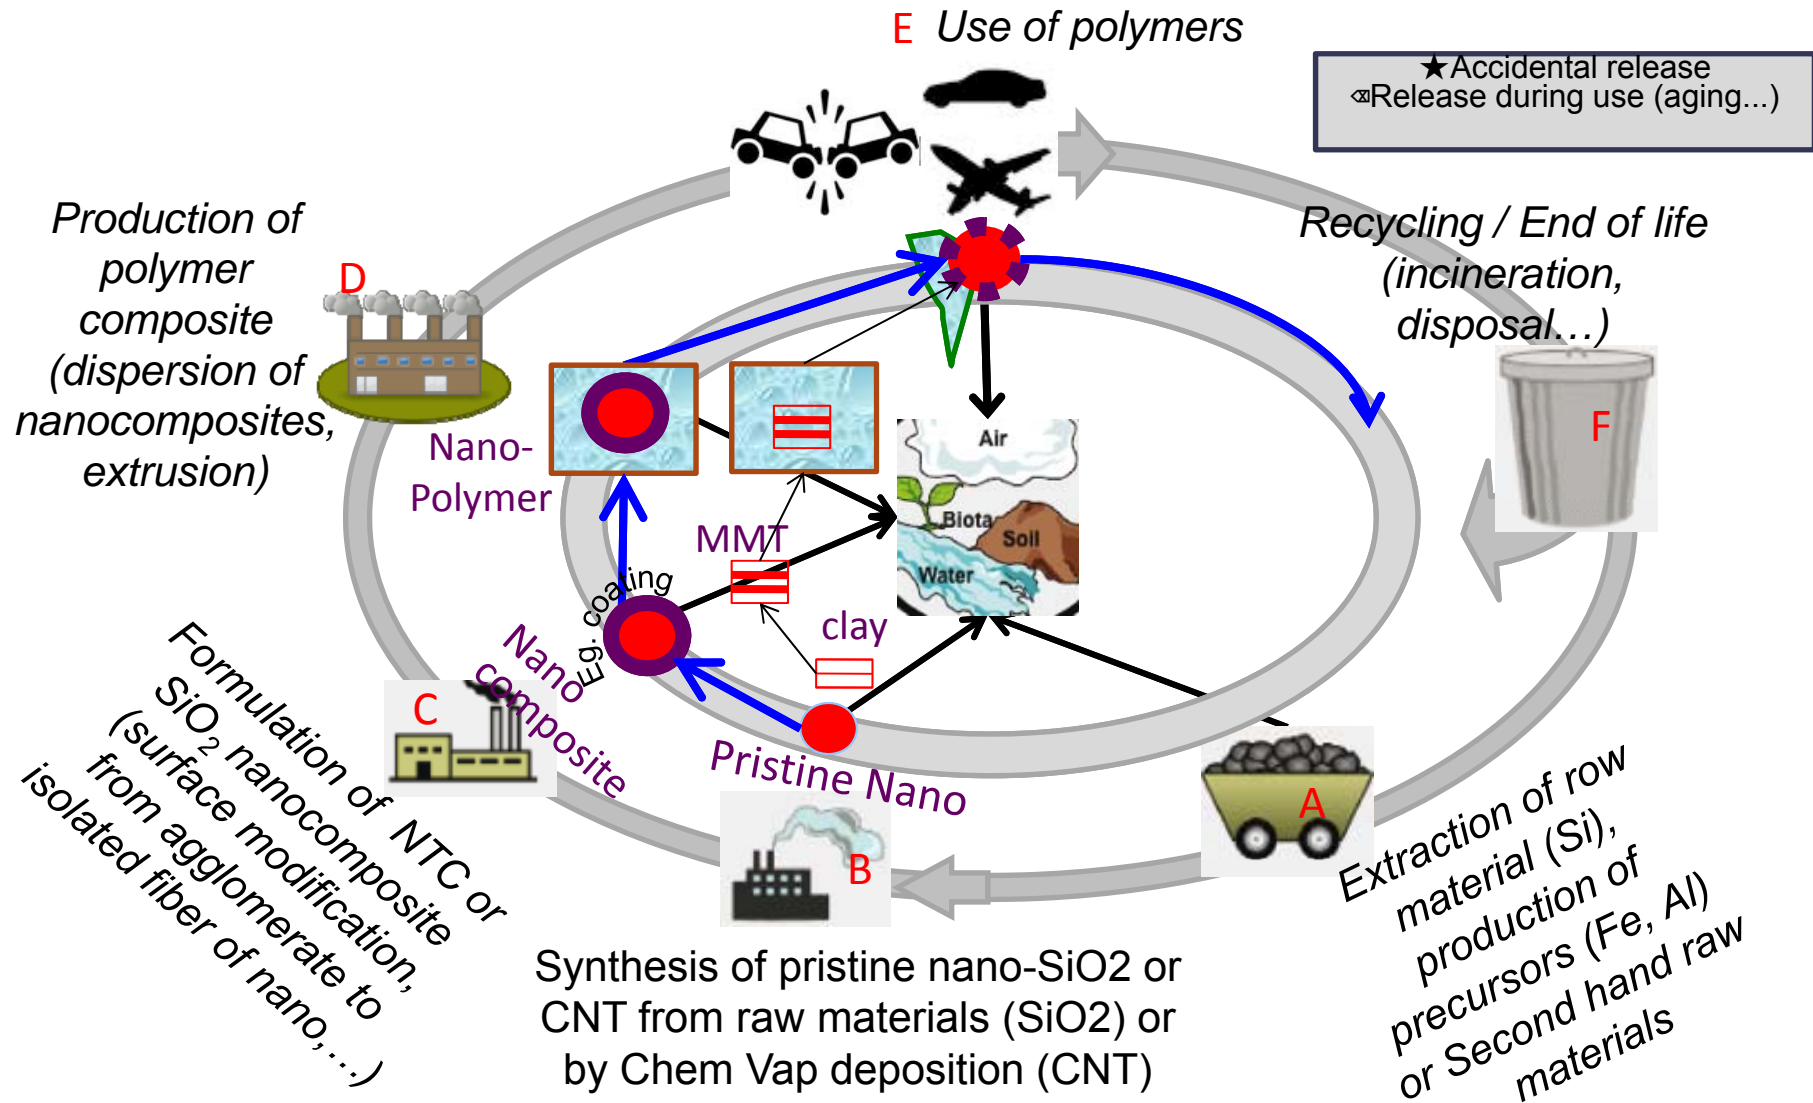 E Use of polymers
★Accidental release
⌫Release during use (aging...)
Production of
polymer
composite
(dispersion of
nanocomposites,
extrusion)
D
Recycling / End of life
(incineration,
disposal…)
F
Nano-
Polymer
Air
Biota
Soil
Water
MMT
clay
Eg. coating
Nano
composite
Pristine Nano
C
B
A
Formulation of NTC or
SiO₂ nanocomposite
(surface modification,
from agglomerate to
isolated fiber of nano,…)
Synthesis of pristine nano-SiO2 or
CNT from raw materials (SiO2) or
by Chem Vap deposition (CNT)
Extraction of row
material (Si),
production of
precursors (Fe, Al)
or Second hand raw
materials